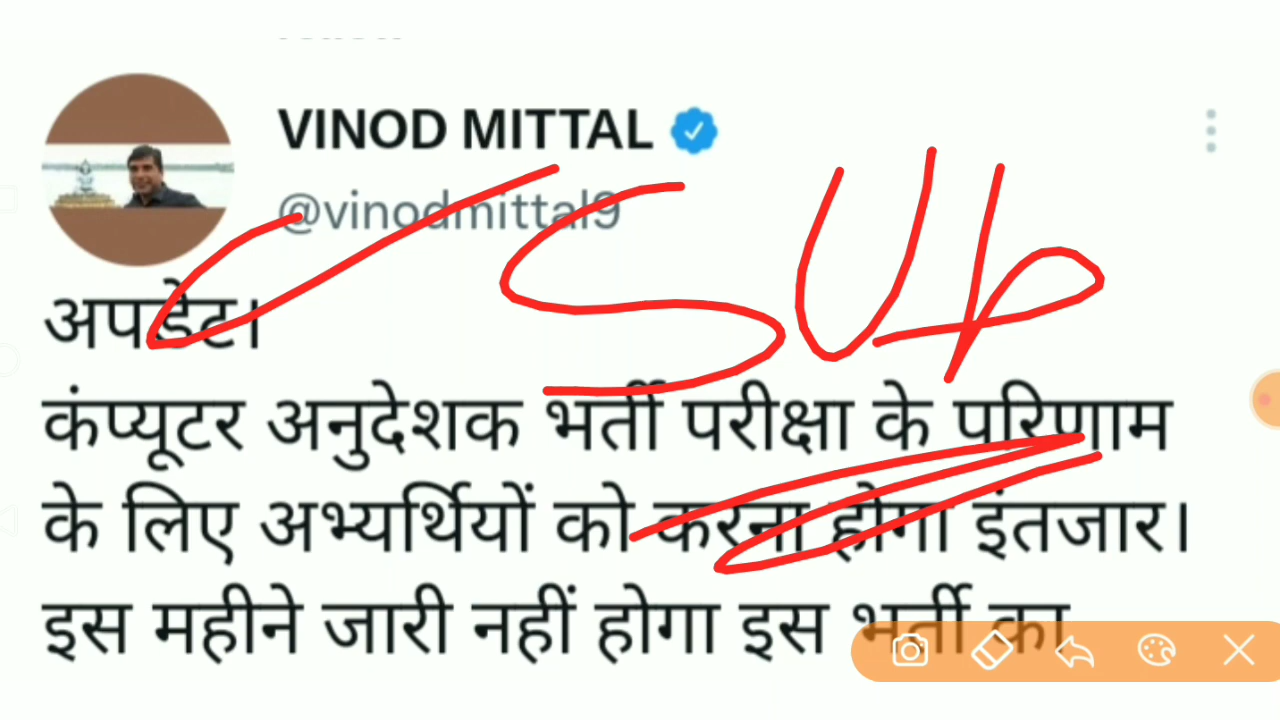 VINOD MITTAL
@vinodmittal9
SUb
अपडेट।
कंप्यूटर अनुदेशक भर्ती परीक्षा के परिणाम
के लिए अभ्यर्थियों को करना होगा इंतजार।
इस महीने जारी नहीं होगा इस भर्ती का